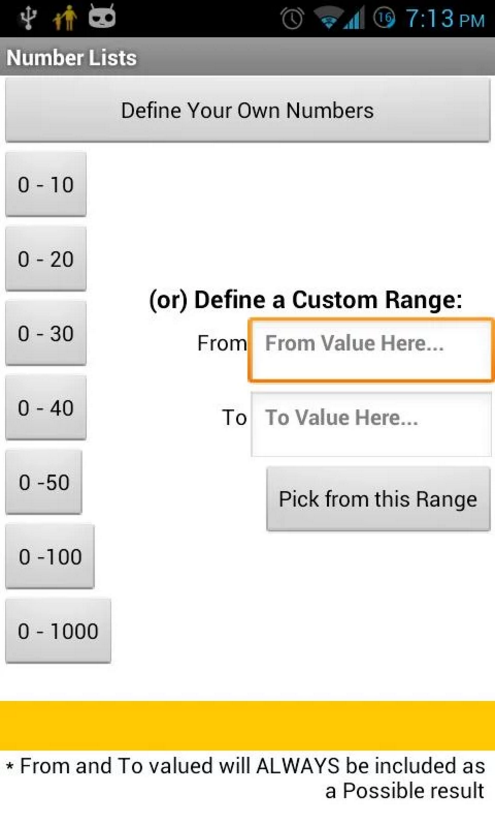 16 7:13 PM
Number Lists
Define Your Own Numbers
0 - 10
0 - 20
0 - 30
0 - 40
0 -50
0 -100
0 - 1000
(or) Define a Custom Range:
From From Value Here...
To To Value Here...
Pick from this Range
* From and To valued will ALWAYS be included as
a Possible result